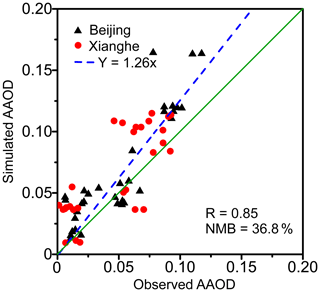 0.20
0.15
0.10
0.05
0.00
0
0.05
0.10
0.15
0.20
Simulated AAOD
Observed AAOD
Beijing
Xianghe
Y = 1.26x
R = 0.85
NMB = 36.8 %